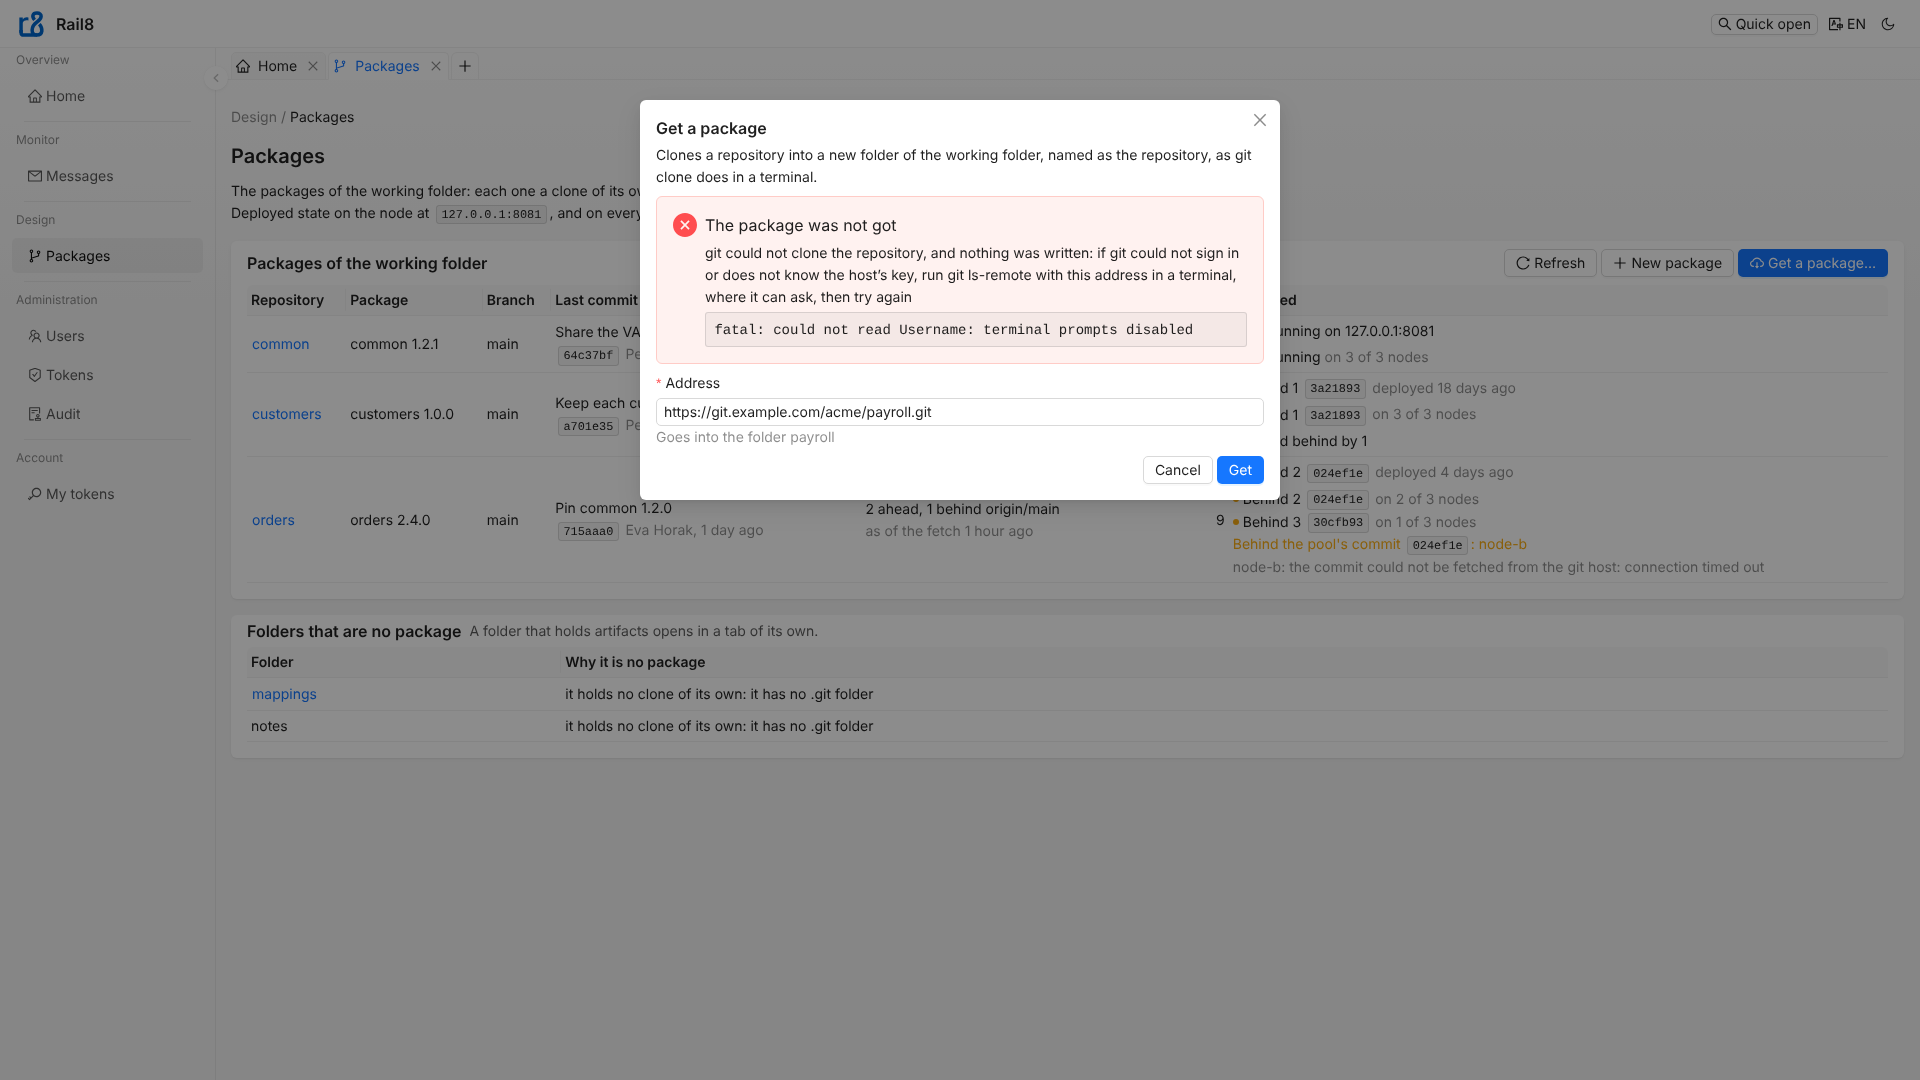 Rail8
Quick open
EN
Overview
Home
Monitor
Messages
Design
Packages
Administration
Users
Tokens
Audit
Account
My tokens
Home
Packages
Design / Packages
Packages
The packages of the working folder: each one a clone of its
Deployed state on the node at 127.0.0.1:8081, and on every
Packages of the working folder
Refresh
New package
Get a package...
Repository Package Branch Last commit
common common 1.2.1 main Share the
64c37bf
on 127.0.0.1:8081
on 3 of 3 nodes
customers customers 1.0.0 main Keep each
a701e35
1 3a21893 deployed 18 days ago
1 3a21893 on 3 of 3 nodes
behind by 1
orders orders 2.4.0 main Pin common 1.2.0
715aaa0 Eva Horak, 1 day ago
2 ahead, 1 behind origin/main
as of the fetch 1 hour ago
9
2 024ef1e deployed 4 days ago
Behind 2 024ef1e on 2 of 3 nodes
Behind 3 30cfb93 on 1 of 3 nodes
Behind the pool's commit 024ef1e: node-b
node-b: the commit could not be fetched from the git host: connection timed out
Folders that are no package A folder that holds artifacts opens in a tab of its own.
Folder Why it is no package
mappings it holds no clone of its own: it has no .git folder
notes it holds no clone of its own: it has no .git folder
Get a package
Clones a repository into a new folder of the working folder, named as the repository, as git
clone does in a terminal.
The package was not got
git could not clone the repository, and nothing was written: if git could not sign in
or does not know the host’s key, run git ls-remote with this address in a terminal,
where it can ask, then try again
fatal: could not read Username: terminal prompts disabled
* Address
https://git.example.com/acme/payroll.git
Goes into the folder payroll
Cancel
Get